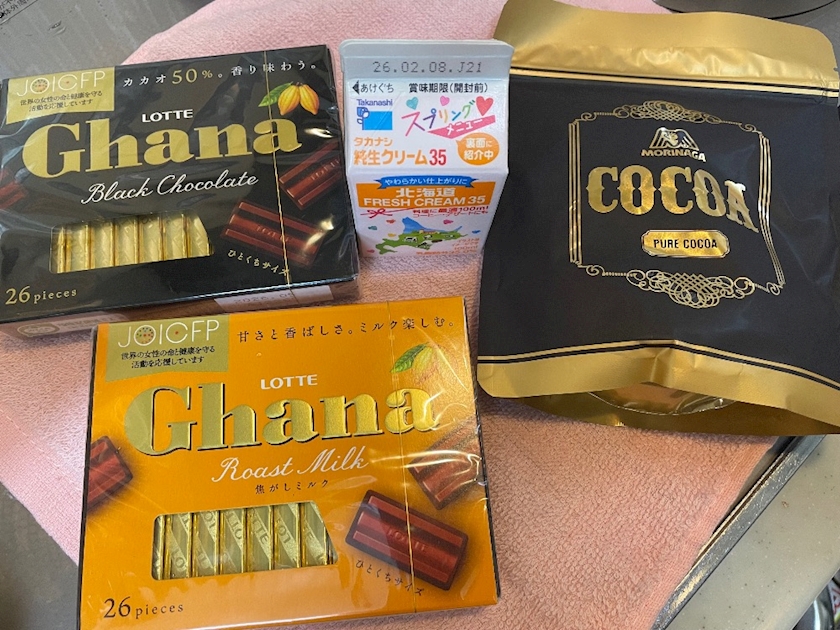 JOICFP
世界の女性の命と健康を守る
活動を応援しています
カカオ50%。香り味わう。
LOTTE
Ghana
Black Chocolate
ひとくちサイズ
26 pieces
26.02.08.J21
あけぐち
賞味期限(開封前)
Takanashi
スプリング
メニュー
タカナシ
純生クリーム35
裏面に
紹介中
やわらかい仕上がりに
北海道
FRESH CREAM 35
MORINAGA
COCOA
PURE COCOA
JOICFP
世界の女性の命と健康を守る
活動を応援しています
甘さと香ばしさ。ミルク楽しむ。
LOTTE
Ghana
Roast Milk
焦がしミルク
ひとくちサイズ
26 pieces